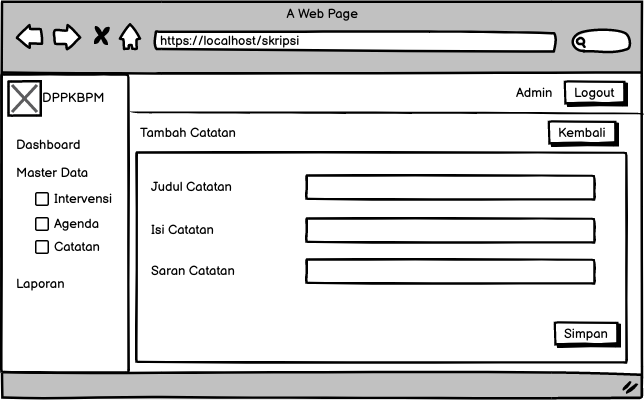 A Web Page
https://localhost/skripsi
DPPKBPM
Admin
Logout
Dashboard
Master Data
Intervensi
Agenda
Catatan
Laporan
Tambah Catatan
Kembali
Judul Catatan
Isi Catatan
Saran Catatan
Simpan